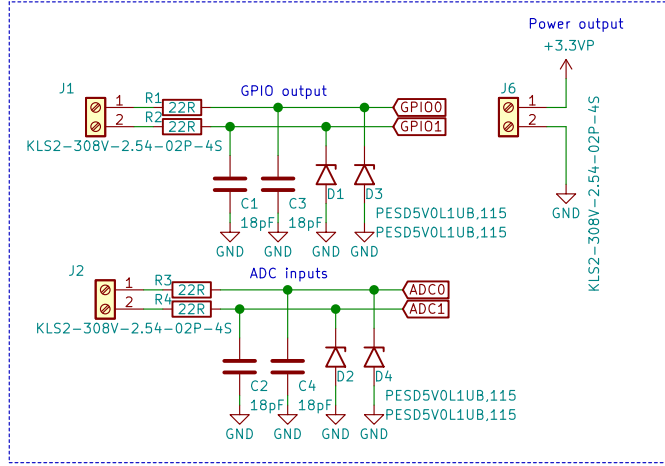 Power output
+3.3VP
J1
R1
22R
GPIO output
GPIO0
J6
1
R2
22R
GPIO1
2
1
2
KLS2-308V-2.54-02P-4S
KLS2-308V-2.54-02P-4S
D1
D3
C1
18pF
C3
18pF
PESD5V0L1UB,115
PESD5V0L1UB,115
GND
GND
GND
GND
GND
J2
ADC inputs
R3
22R
ADC0
1
R4
22R
ADC1
2
KLS2-308V-2.54-02P-4S
D2
D4
C2
18pF
C4
18pF
PESD5V0L1UB,115
PESD5V0L1UB,115
GND
GND
GND
GND